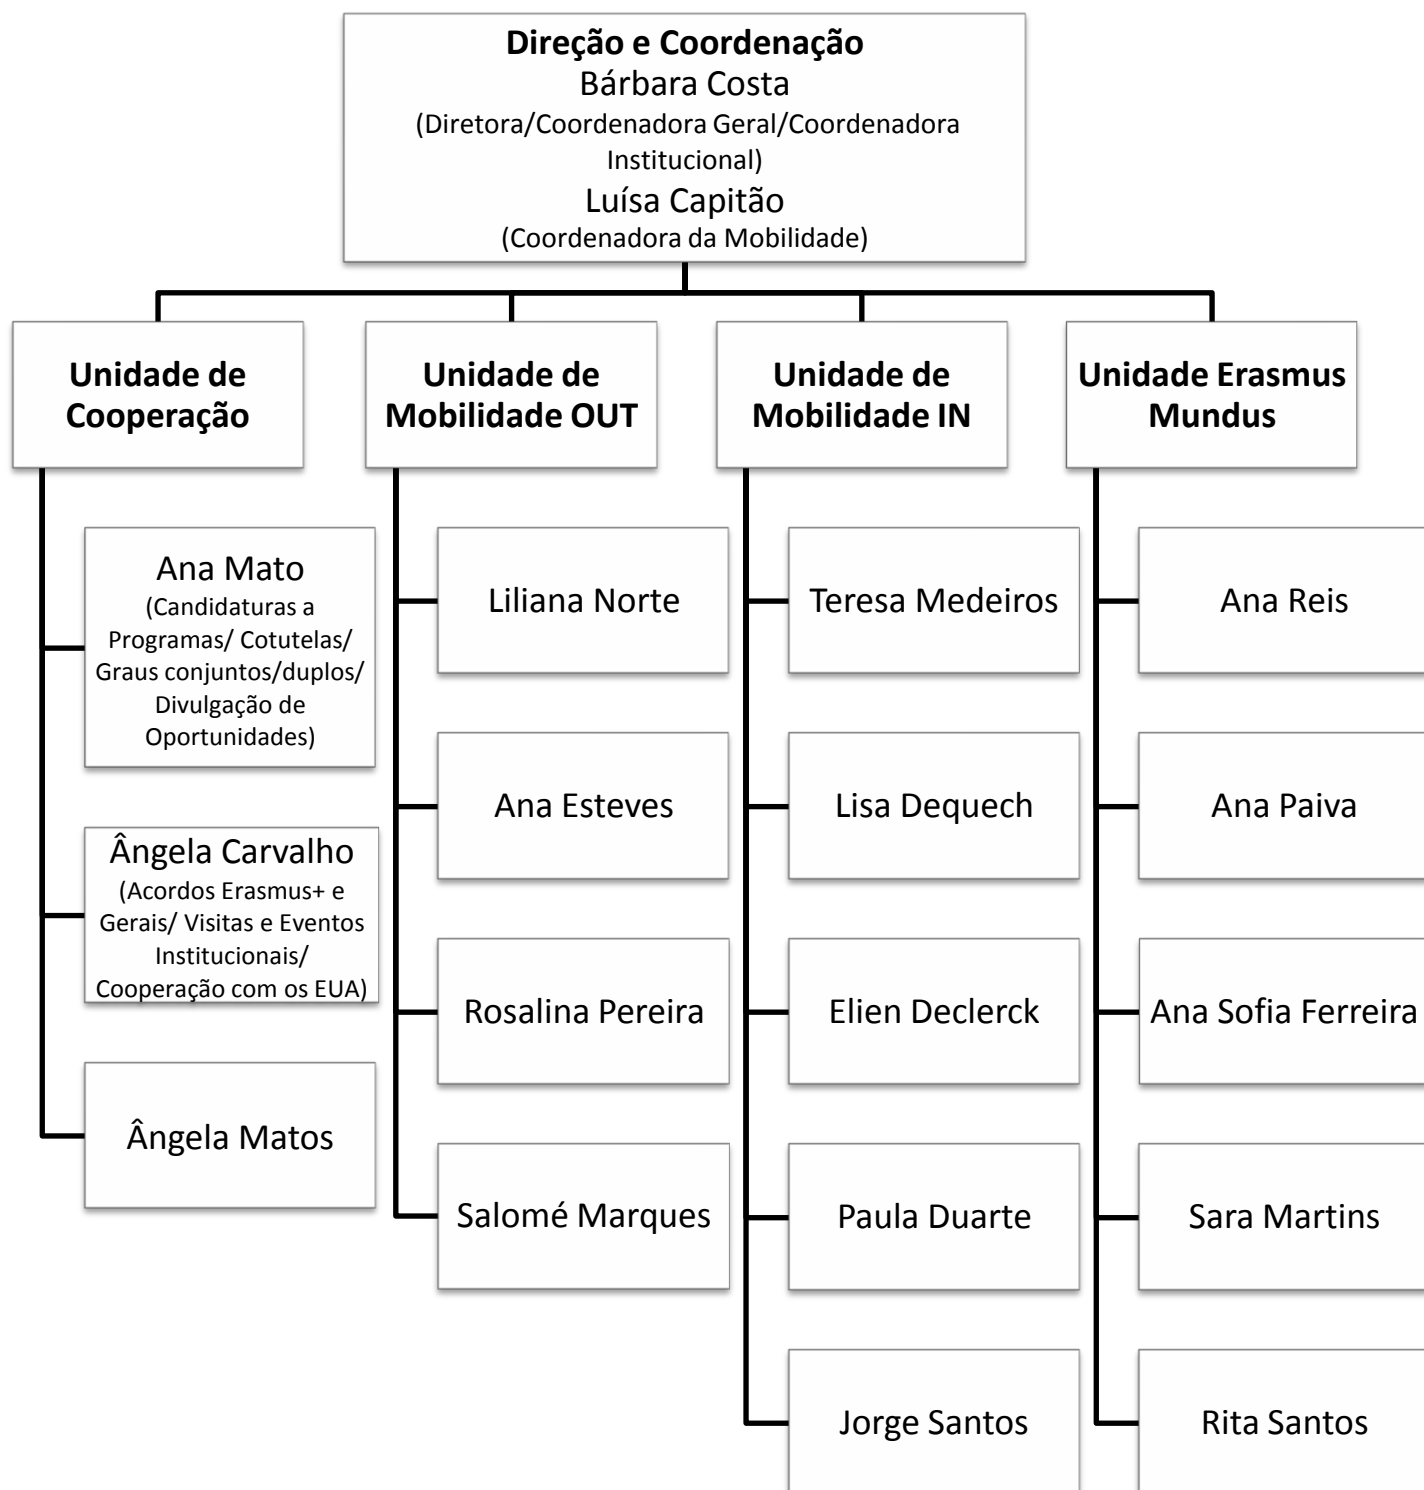 Direção e Coordenação
Bárbara Costa
(Diretora/Coordenadora Geral/Coordenadora
Institucional)
Luísa Capitão
(Coordenadora da Mobilidade)
Unidade de
Cooperação
Ana Mato
(Candidaturas a
Programas/ Cotutelas/
Graus conjuntos/duplos/
Divulgação de
Oportunidades)
Ângela Carvalho
(Acordos Erasmus+ e
Gerais/ Visitas e Eventos
Institucionais/
Cooperação com os EUA)
Ângela Matos
Unidade de
Mobilidade OUT
Liliana Norte
Ana Esteves
Rosalina Pereira
Salomé Marques
Unidade de
Mobilidade IN
Teresa Medeiros
Lisa Dequech
Elien Declerck
Paula Duarte
Jorge Santos
Unidade Erasmus
Mundus
Ana Reis
Ana Paiva
Ana Sofia Ferreira
Sara Martins
Rita Santos